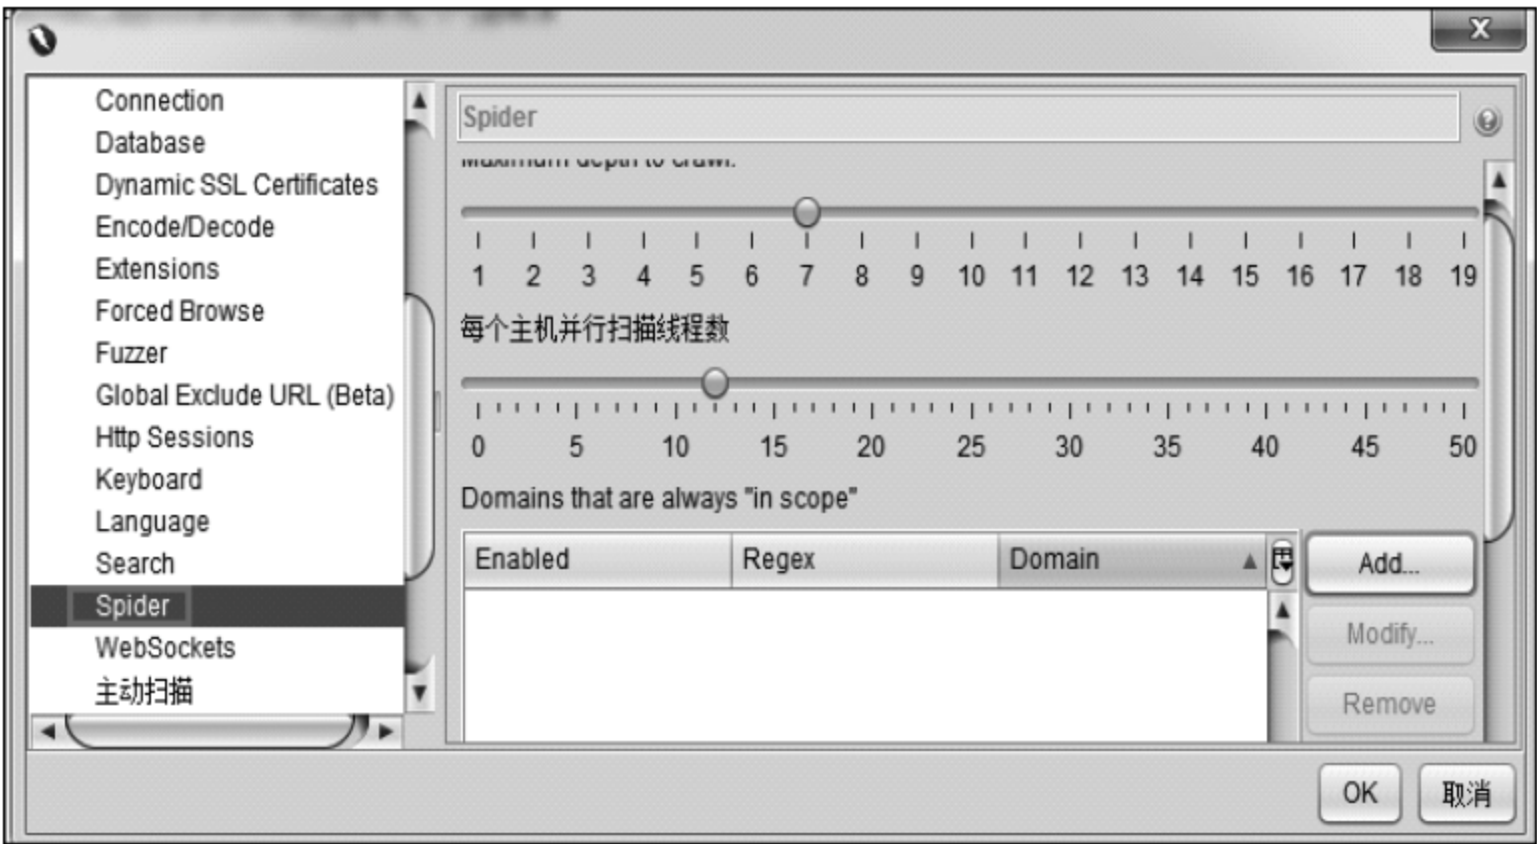 X
Connection
Database
Dynamic SSL Certificates
Encode/Decode
Extensions
Forced Browse
Fuzzer
Global Exclude URL (Beta)
Http Sessions
Keyboard
Language
Search
Spider
WebSockets
主动扫描
Spider
?
Maximum depth to crawl:
1 2 3 4 5 6 7 8 9 10 11 12 13 14 15 16 17 18 19
每个主机并行扫描线程数
0 5 10 15 20 25 30 35 40 45 50
Domains that are always "in scope"
Enabled Regex Domain
Add...
Modify...
Remove
OK 取消